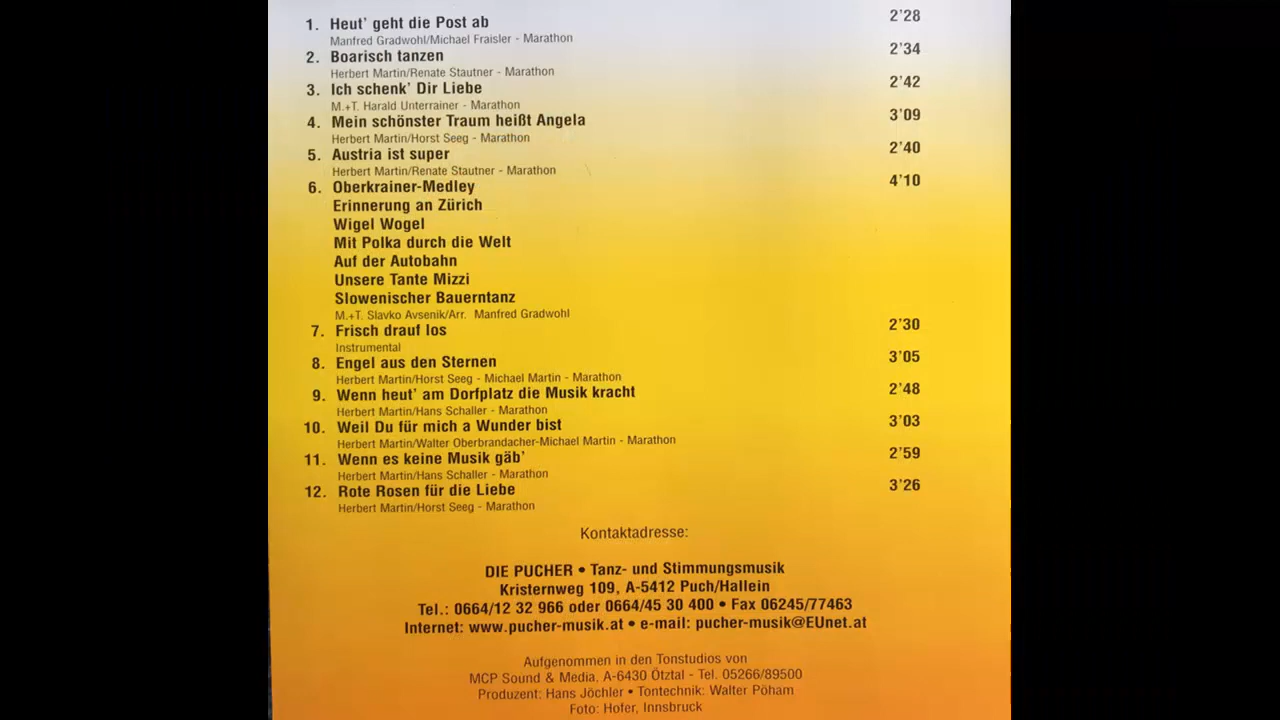 1. Heut' geht die Post ab 2'28
Manfred Gradwohl/Michael Fraisler - Marathon
2. Boarisch tanzen 2'34
Herbert Martin/Renate Stautner - Marathon
3. Ich schenk' Dir Liebe 2'42
M.+T. Harald Unterrainer - Marathon
4. Mein schönster Traum heißt Angela 3'09
Herbert Martin/Horst Seeg - Marathon
5. Austria ist super 2'40
Herbert Martin/Renate Stautner - Marathon
6. Oberkrainer-Medley 4'10
Erinnerung an Zürich
Wigel Wogel
Mit Polka durch die Welt
Auf der Autobahn
Unsere Tante Mizzi
Slowenischer Bauerntanz
M.+T. Slavko Avsenik/Arr. Manfred Gradwohl
7. Frisch drauf los 2'30
Instrumental
8. Engel aus den Sternen 3'05
Herbert Martin/Horst Seeg - Michael Martin - Marathon
9. Wenn heut' am Dorfplatz die Musik kracht 2'48
Herbert Martin/Hans Schaller - Marathon
10. Weil Du für mich a Wunder bist 3'03
Herbert Martin/Walter Oberbrandacher-Michael Martin - Marathon
11. Wenn es keine Musik gäb' 2'59
Herbert Martin/Hans Schaller - Marathon
12. Rote Rosen für die Liebe 3'26
Herbert Martin/Horst Seeg - Marathon
Kontaktadresse:
DIE PUCHER • Tanz- und Stimmungsmusik
Kristernweg 109, A-5412 Puch/Hallein
Tel.: 0664/12 32 966 oder 0664/45 30 400 • Fax 06245/77463
Internet: www.pucher-musik.at • e-mail: pucher-musik@EUnet.at
Aufgenommen in den Tonstudios von
MCP Sound & Media, A-6430 Ötztal - Tel. 05266/89500
Produzent: Hans Jöchler • Tontechnik: Walter Pöham
Foto: Hofer, Innsbruck